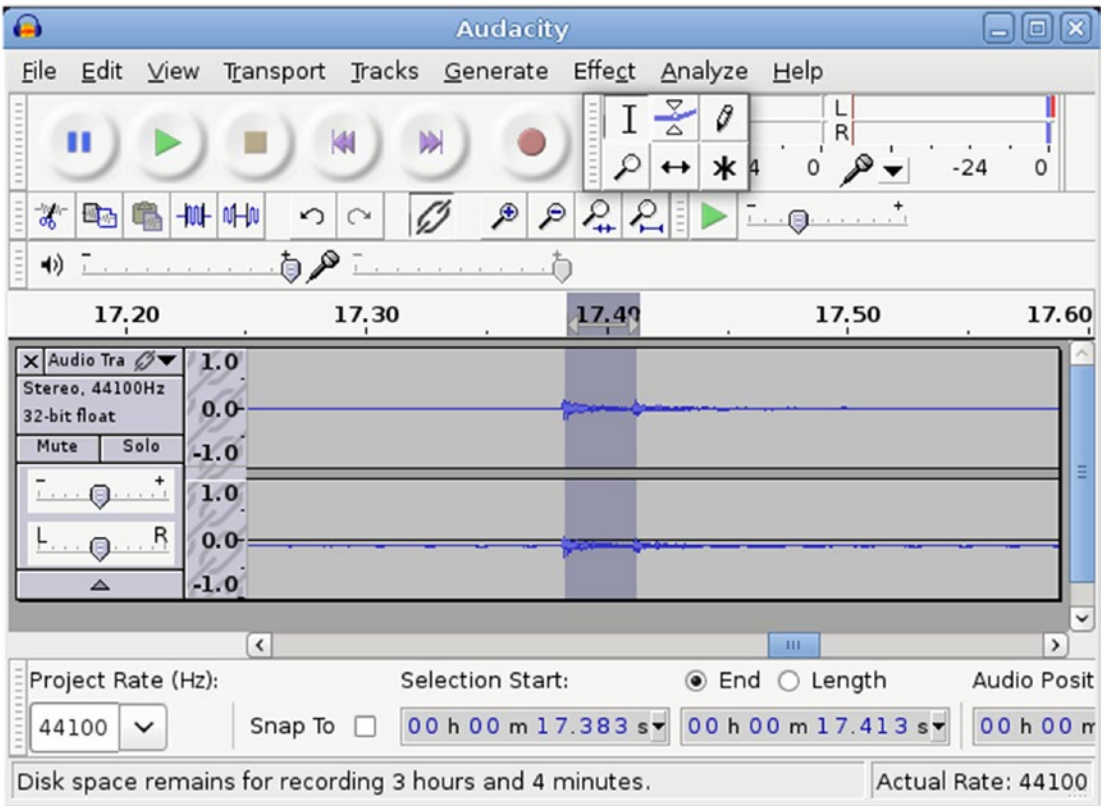 Audacity
File Edit View Transport Tracks Generate Effect Analyze Help
L
R
4 0 -24 0
- +
- + - +
17.20 17.30 17.40 17.50 17.60
X Audio Tra
Stereo, 44100Hz
32-bit float
Mute Solo
- +
L R
1.0
0.0
-1.0
1.0
0.0
-1.0
Project Rate (Hz): Selection Start: End Length Audio Posit
44100 Snap To 00 h 00 m 17.383 s 00 h 00 m 17.413 s 00 h 00 m
Disk space remains for recording 3 hours and 4 minutes. Actual Rate: 44100